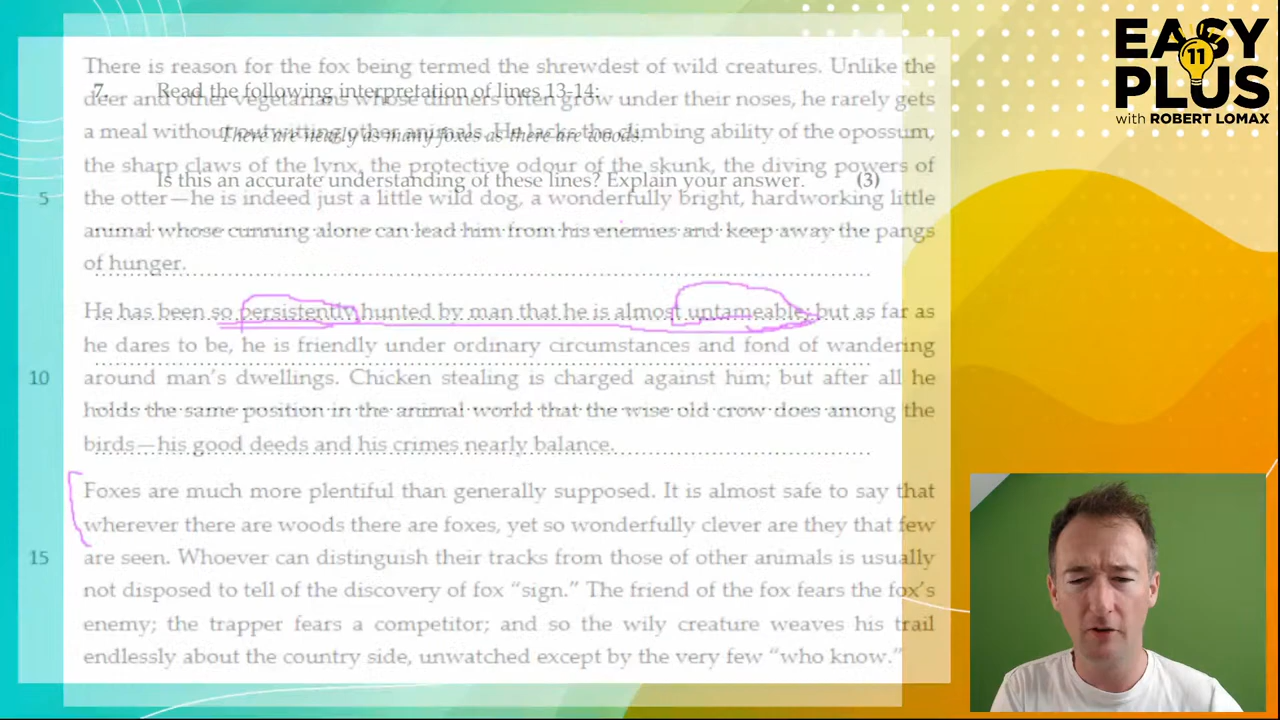 There is reason for the fox being termed the shrewdest of wild creatures. Unlike the
7. Read the following interpretation of lines 13-14:
deer and other vegetarians whose dinners often grow under their noses, he rarely gets
There are nearly as many foxes as there are woods.
a meal without the climbing ability of the opossum,
the sharp claws of the lynx, the protective odour of the skunk, the diving powers of
Is this an accurate understanding of these lines? Explain your answer. (3)
5 the otter—he is indeed just a little wild dog, a wonderfully bright, hardworking little
animal whose cunning alone can lead him from his enemies and keep away the pangs
of hunger.
He has been so persistently hunted by man that he is almost untameable; but as far as
he dares to be, he is friendly under ordinary circumstances and fond of wandering
10 around man's dwellings. Chicken stealing is charged against him; but after all he
holds the same position in the animal world that the wise old crow does among the
birds—his good deeds and his crimes nearly balance.
Foxes are much more plentiful than generally supposed. It is almost safe to say that
wherever there are woods there are foxes, yet so wonderfully clever are they that few
15 are seen. Whoever can distinguish their tracks from those of other animals is usually
not disposed to tell of the discovery of fox "sign." The friend of the fox fears the fox's
enemy; the trapper fears a competitor; and so the wily creature weaves his trail
endlessly about the country side, unwatched except by the very few "who know."
EASY
11
PLUS
with ROBERT LOMAX